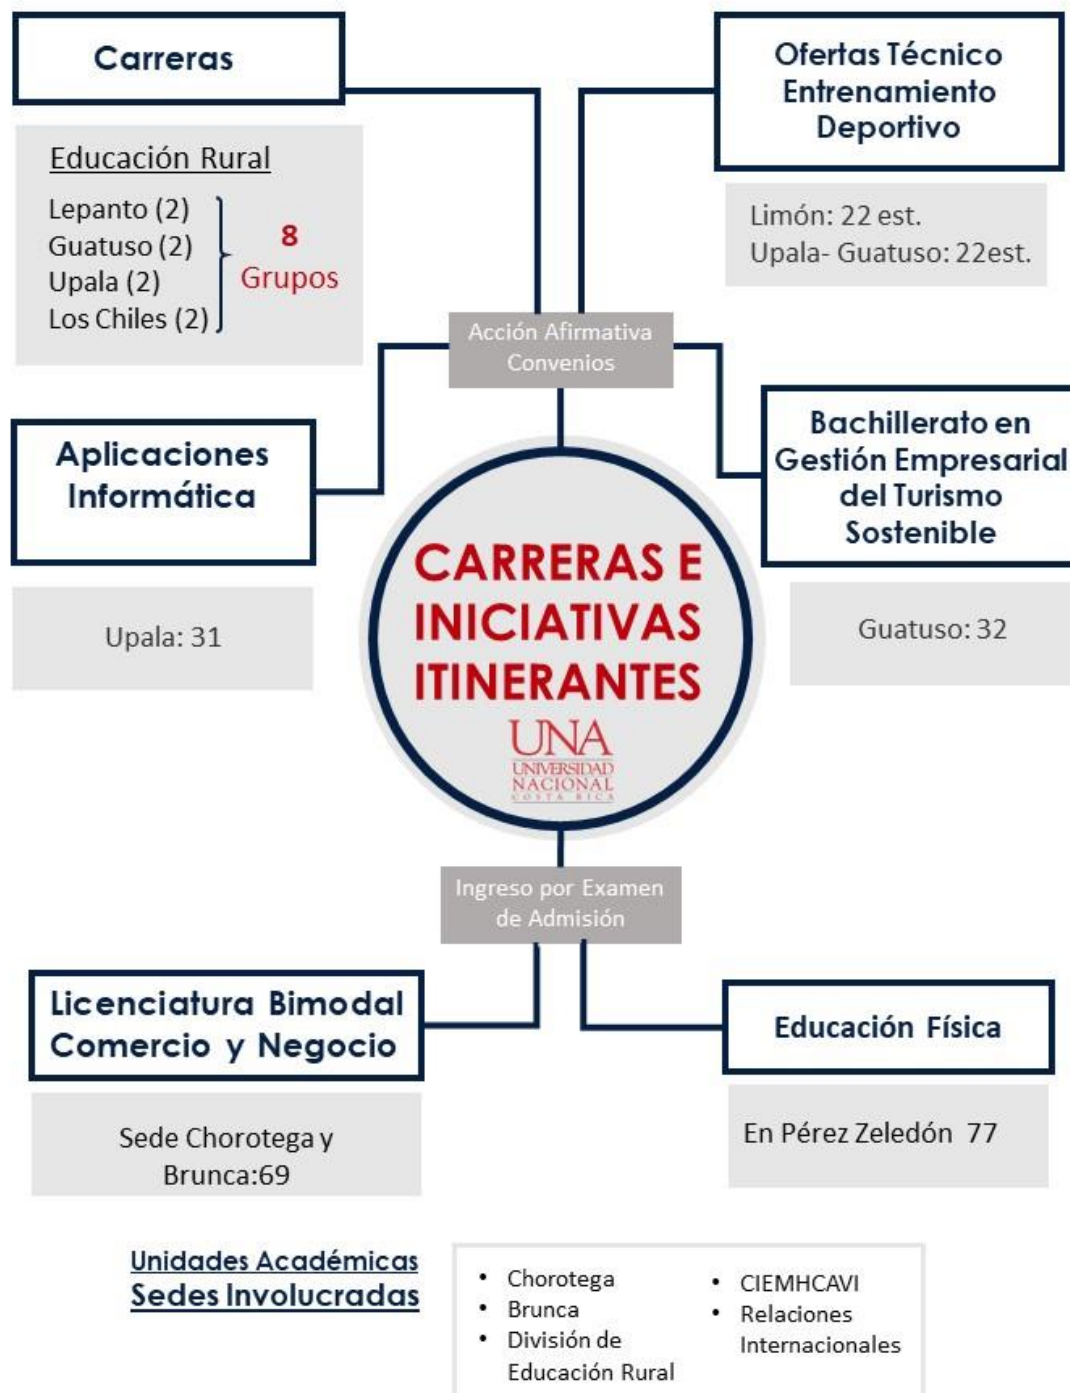 Carreras
Educación Rural
Lepanto (2)
Guatuso (2)
Upala (2)
Los Chiles (2)
8
Grupos
Ofertas Técnico
Entrenamiento
Deportivo
Limón: 22 est.
Upala- Guatuso: 22est.
Acción Afirmativa
Convenios
Aplicaciones
Informática
Upala: 31
Bachillerato en
Gestión Empresarial
del Turismo
Sostenible
Guatuso: 32
CARRERAS E
INICIATIVAS
ITINERANTES
UNA
UNIVERSIDAD
NACIONAL
COSTA RICA
Ingreso por Examen
de Admisión
Licenciatura Bimodal
Comercio y Negocio
Sede Chorotega y
Brunca:69
Educación Física
En Pérez Zeledón 77
Unidades Académicas
Sedes Involucradas
• Chorotega
• Brunca
• División de
Educación Rural
• CIEMHCAVI
• Relaciones
Internacionales